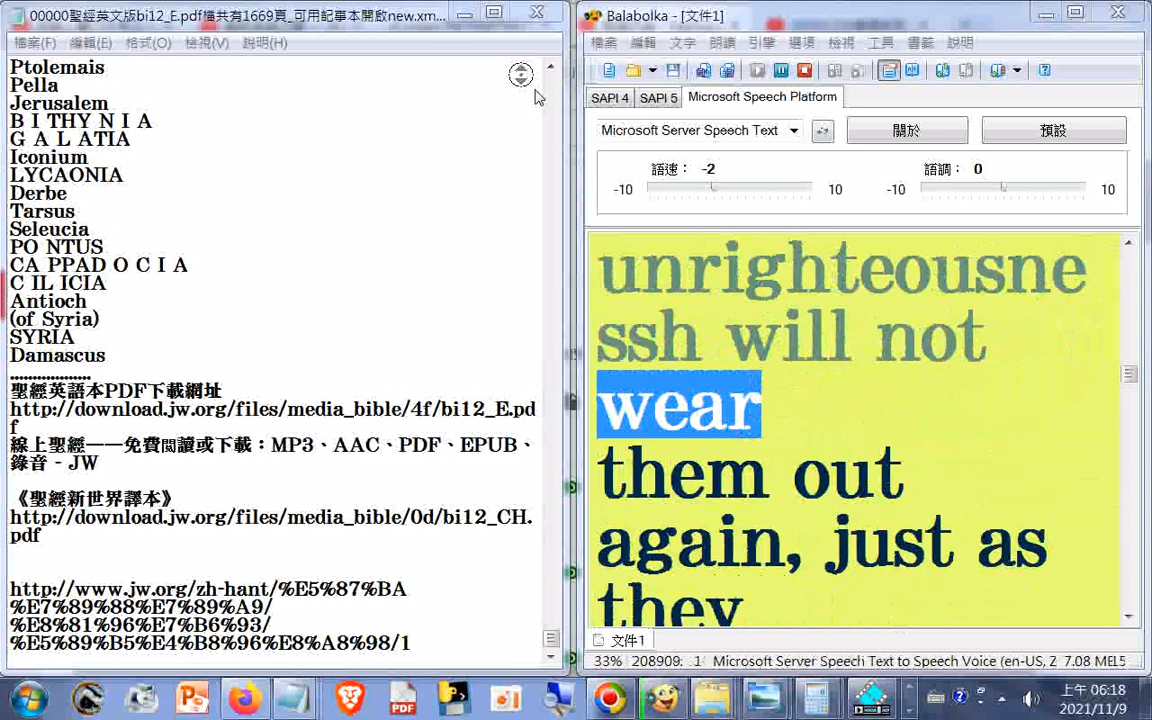 00000聖經英文版bi12_E.pdf檔共有1669頁_可用記事本開啟new.xm...
檔案(F) 編輯(E) 格式(O) 檢視(V) 說明(H)
Ptolemais
Pella
Jerusalem
B I THY N I A
G A L ATIA
Iconium
LYCAONIA
Derbe
Tarsus
Seleucia
PO NTUS
CA PPAD O C I A
C IL ICIA
Antioch
(of Syria)
SYRIA
Damascus
..................
聖經英語本PDF下載網址
http://download.jw.org/files/media_bible/4f/bi12_E.pd
f
線上聖經——免費閱讀或下載：MP3、AAC、PDF、EPUB、
錄音 - JW
《聖經新世界譯本》
http://download.jw.org/files/media_bible/0d/bi12_CH.
pdf
http://www.jw.org/zh-hant/%E5%87%BA
%E7%89%88%E7%89%A9/
%E8%81%96%E7%B6%93/
%E5%89%B5%E4%B8%96%E8%A8%98/1
Balabolka - [文件1]
檔案 編輯 文字 朗讀 引擎 選項 檢視 工具 書籤 說明
SAPI 4 SAPI 5 Microsoft Speech Platform
Microsoft Server Speech Text 關於 預設
語速： -2 語調： 0
-10 10 -10 10
unrighteousne
ssh will not
wear
them out
again, just as
they
文件1
33% 208909: .1 Microsoft Server Speech Text to Speech Voice (en-US, Z 7.08 МЕБ
上午 06:18
2021/11/9